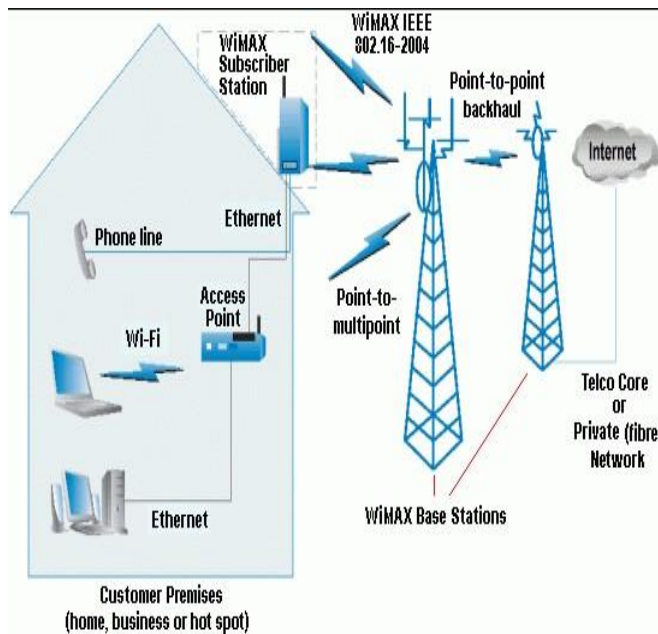 WiMAX
Subscriber
Station
WiMAX IEEE
802.16-2004
Point-to-point
backhaul
Internet
Ethernet
Phone line
Access
Point
Wi-Fi
Point-to-
multipoint
Telco Core
or
Private (fibre
Network
Ethernet
WiMAX Base Stations
Customer Premises
(home, business or hot spot)